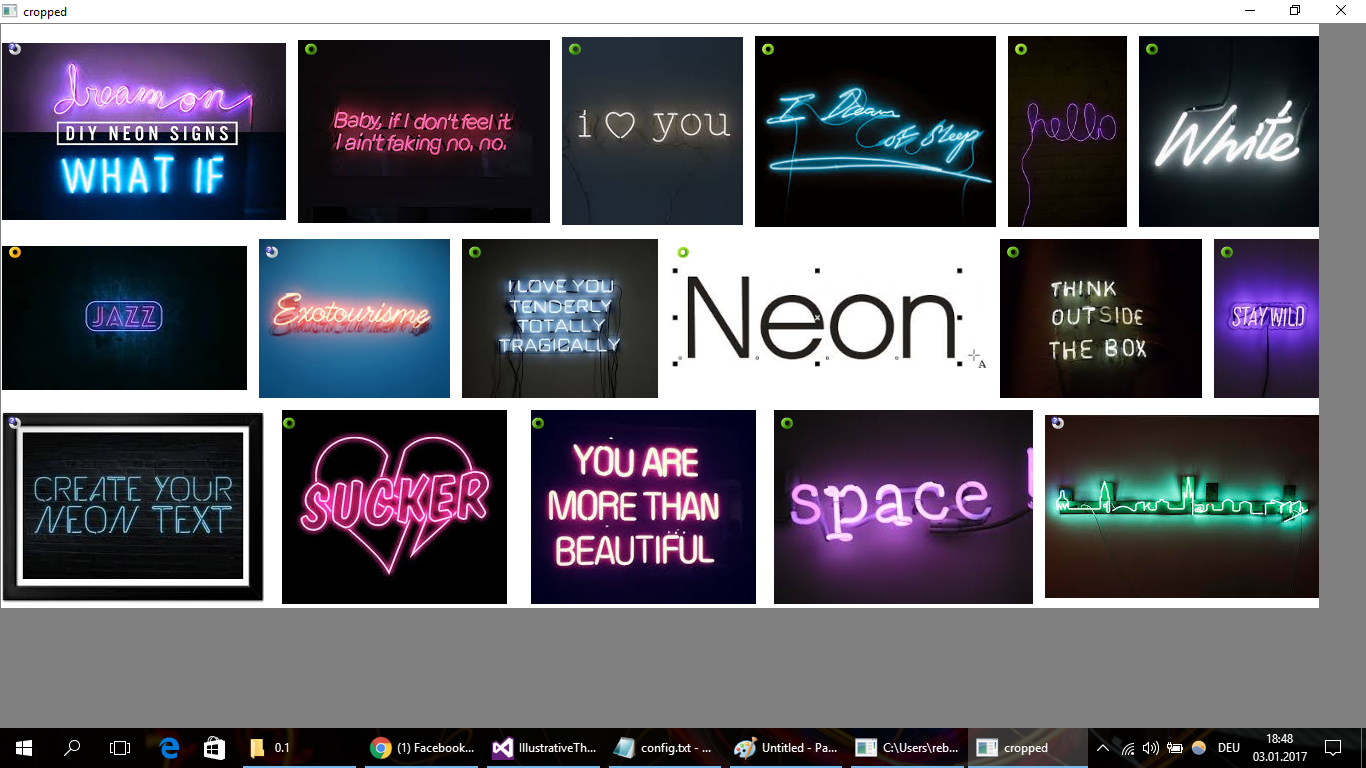 cropped
dream on
DIY NEON SIGNS
WHAT IF
Baby, if I don't feel it
I ain't faking no, no.
i ♡ you
I Dream
of Sleep
hello
White
JAZZ
Exotourisme
I LOVE YOU
TENDERLY
TOTALLY
TRAGICALLY
Neon
A
THINK
OUTSIDE
THE BOX
STAY WILD
CREATE YOUR
NEON TEXT
SUCKER
YOU ARE
MORE THAN
BEAUTIFUL
space
0.1
(1) Facebook...
IllustrativeTh...
config.txt - ...
Untitled - Pa...
C:\Users\reb...
cropped
DEU
18:48
03.01.2017